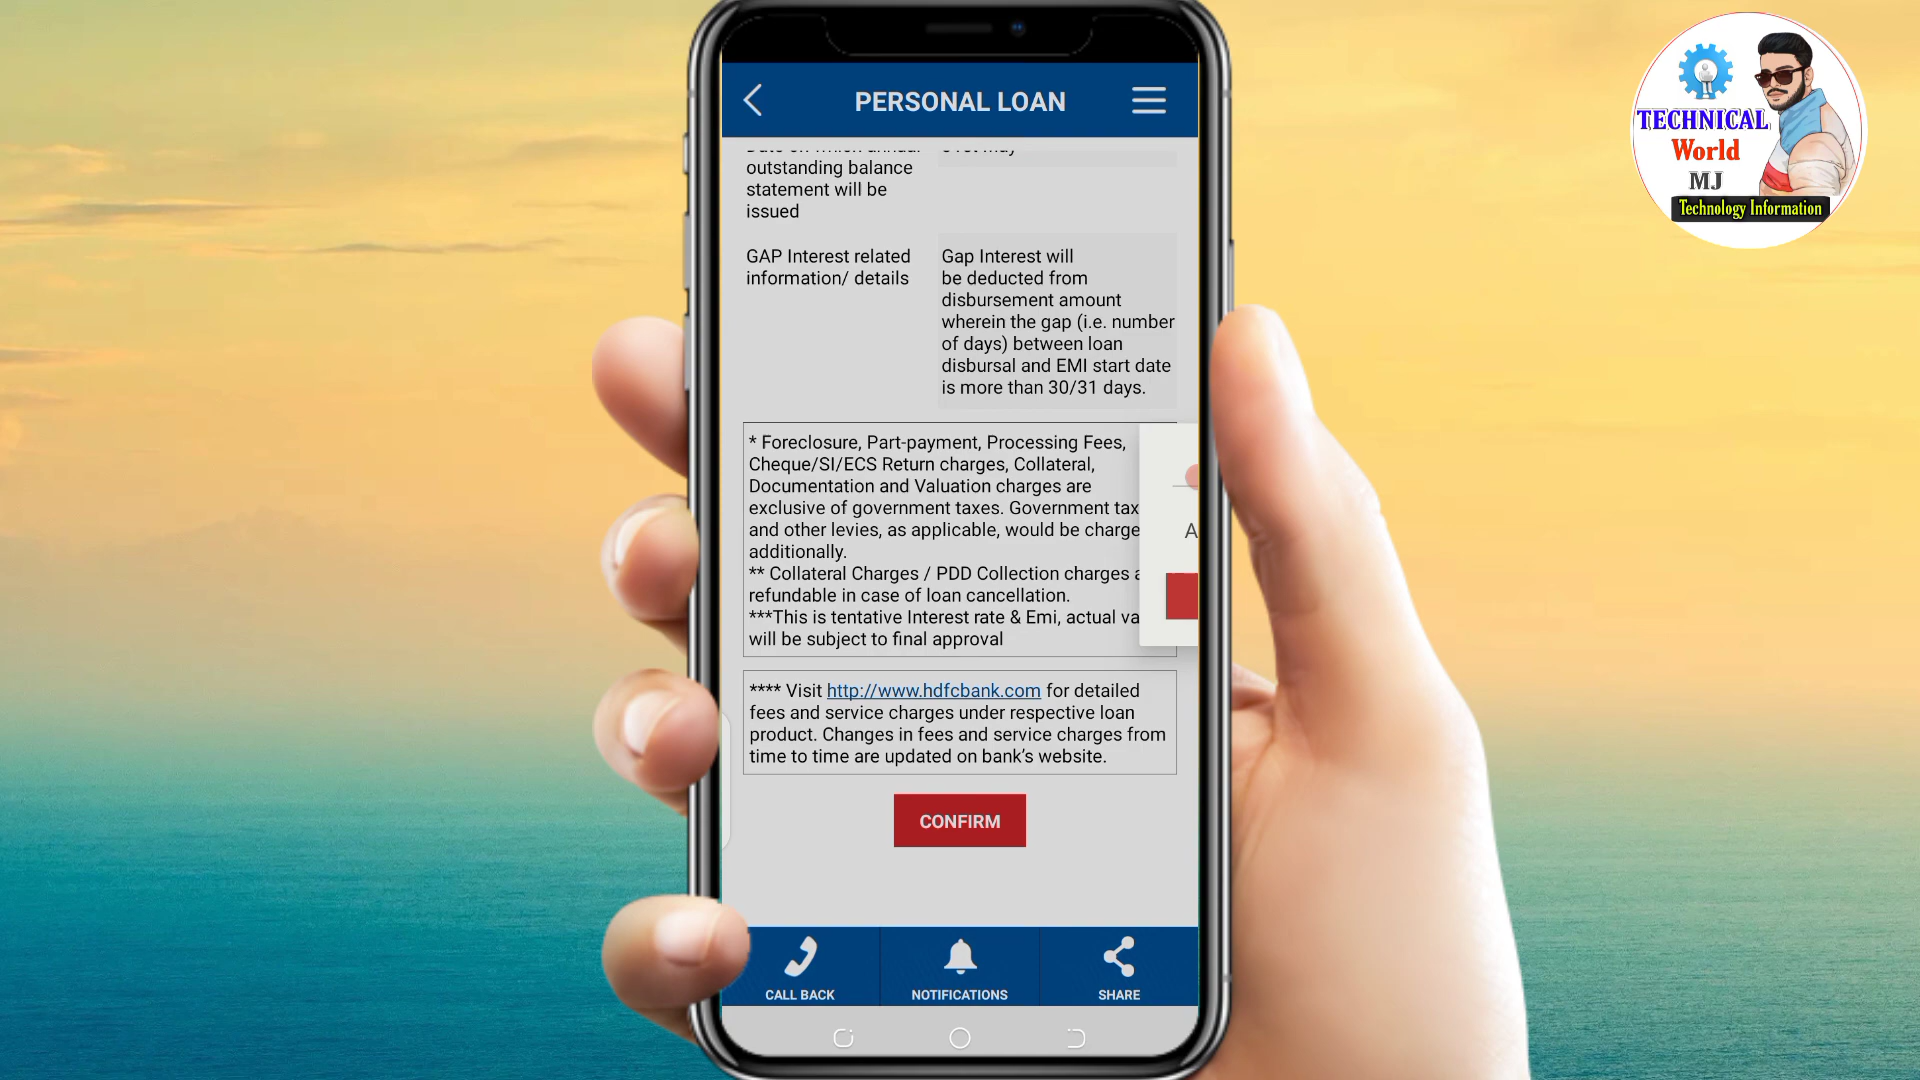 PERSONAL LOAN
outstanding balance
statement will be
issued
GAP Interest related
information/ details
Gap Interest will
be deducted from
disbursement amount
wherein the gap (i.e. number
of days) between loan
disbursal and EMI start date
is more than 30/31 days.
* Foreclosure, Part-payment, Processing Fees,
Cheque/SI/ECS Return charges, Collateral,
Documentation and Valuation charges are
exclusive of government taxes. Government tax
and other levies, as applicable, would be charge
additionally.
** Collateral Charges / PDD Collection charges
refundable in case of loan cancellation.
***This is tentative Interest rate & Emi, actual va
will be subject to final approval
A
**** Visit http://www.hdfcbank.com for detailed
fees and service charges under respective loan
product. Changes in fees and service charges from
time to time are updated on bank's website.
CONFIRM
CALL BACK
NOTIFICATIONS
SHARE
TECHNICAL
World
MJ
Technology Information